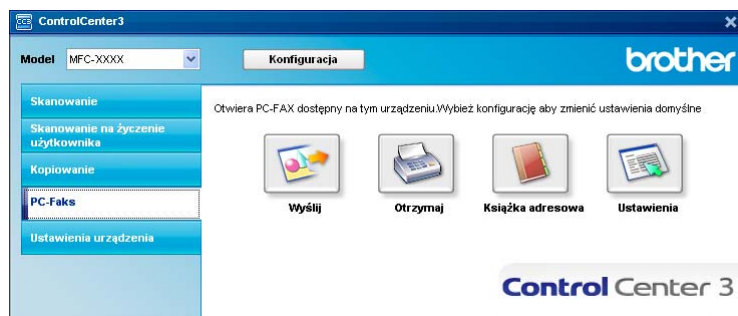 ControlCenter3
Model MFC-XXXX Konfiguracja brother
Skanowanie
Skanowanie na życzenie
użytkownika
Kopiowanie
PC-Faks
Ustawienia urządzenia
Otwiera PC-FAX dostępny na tym urządzeniu.Wybież konfigurację aby zmienić ustawienia domyślne
Wyślij Otrzymaj Książka adresowa Ustawienia
Control Center 3